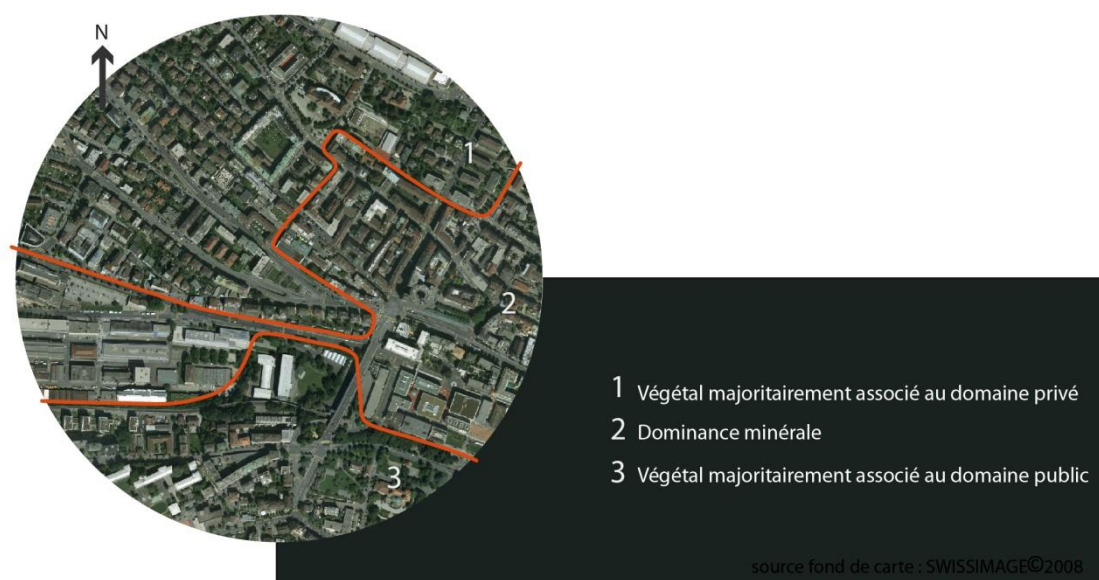 N
1
2
3
1 Végétal majoritairement associé au domaine privé
2 Dominance minérale
3 Végétal majoritairement associé au domaine public
source fond de carte : SWISSIMAGE©2008